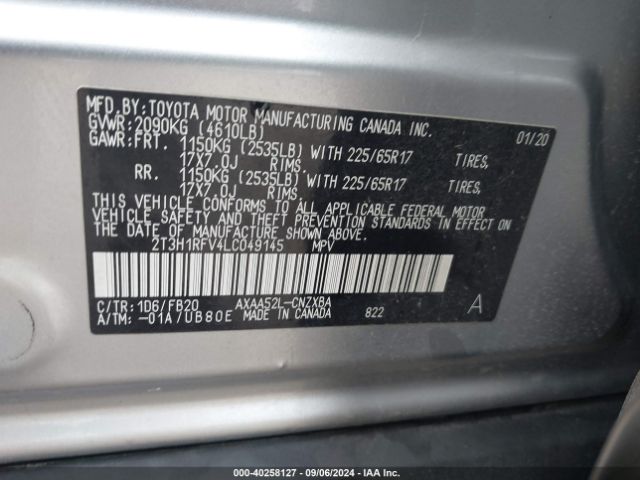 MFD.BY:TOYOTA MOTOR MANUFACTURING CANADA INC.
GVWR:2090KG (4610LB) 01/20
GAWR:FRT. 1150KG (2535LB) WITH 225/65R17 TIRES,
17X7.0J RIMS.
RR. 1150KG (2535LB) WITH 225/65R17 TIRES,
17X7.0J RIMS.
THIS VEHICLE CONFORMS TO ALL APPLICABLE FEDERAL MOTOR
VEHICLE SAFETY AND THEFT PREVENTION STANDARDS IN EFFECT ON
THE DATE OF MANUFACTURE SHOWN ABOVE.
2T3H1RFV4LC049145 MPV
C/TR:1D6/FB20 AXAA52L-CNZXBA A
A/TM:-01A/UB80E MADE IN CANADA 822
000-40258127 - 09/06/2024 - IAA Inc.